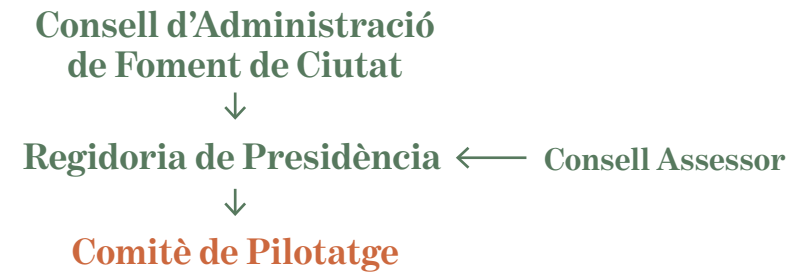 Consell d’Administració
de Foment de Ciutat
Regidoria de Presidència
Consell Assessor
Comitè de Pilotatge